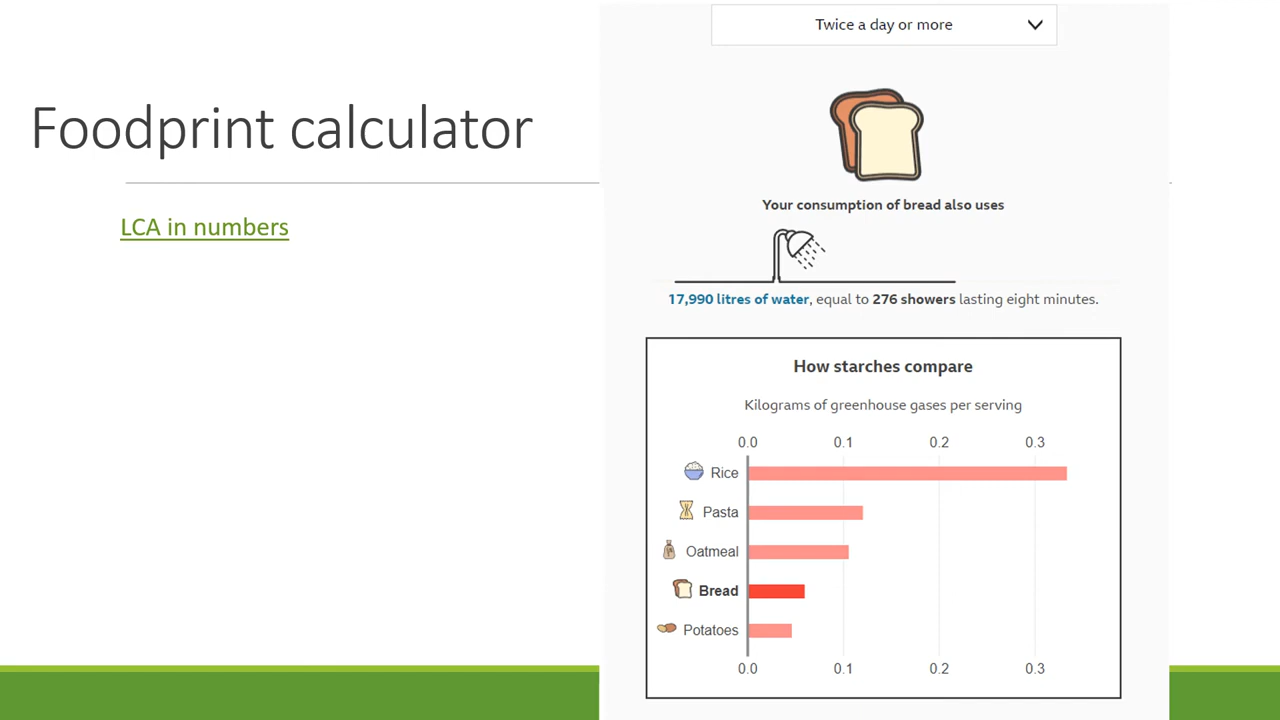 Foodprint calculator
LCA in numbers
Twice a day or more
Your consumption of bread also uses
17,990 litres of water, equal to 276 showers lasting eight minutes.
How starches compare
Kilograms of greenhouse gases per serving
0.0 0.1 0.2 0.3
Rice
Pasta
Oatmeal
Bread
Potatoes
0.0 0.1 0.2 0.3